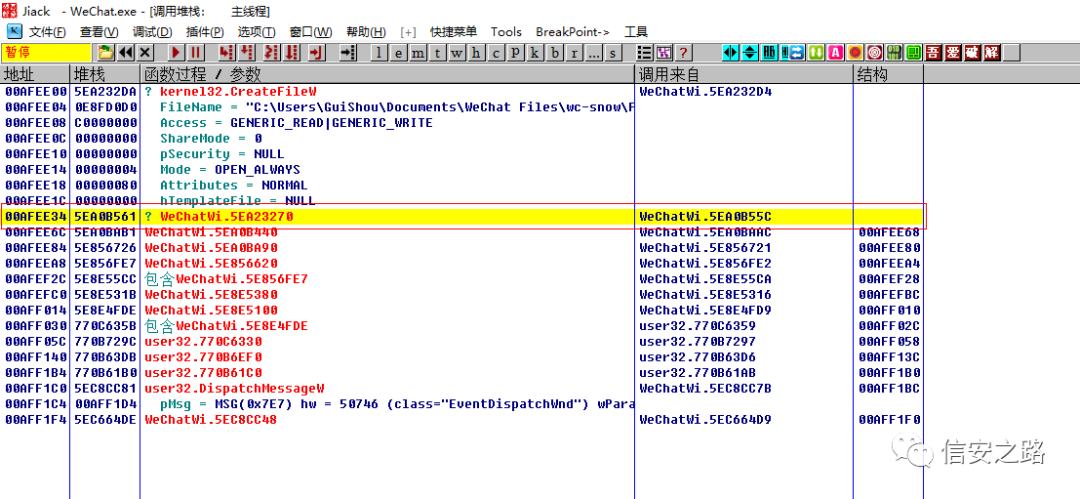 Jiack - WeChat.exe - [调用堆栈: 主线程]
文件(F) 查看(V) 调试(D) 插件(P) 选项(T) 窗口(W) 帮助(H) [+] 快捷菜单 Tools BreakPoint-> 工具
暂停 l e m t w h c p k b r ... s ? 吾 爱 破 解
地址 堆栈 函数过程 / 参数 调用来自 结构
00AFEE00 5EA232DA ? kernel32.CreateFileW WeChatWi.5EA232D4
00AFEE04 0E8FD0D0 FileName = "C:\Users\GuiShou\Documents\WeChat Files\wc-snow\F
00AFEE08 C0000000 Access = GENERIC_READ|GENERIC_WRITE
00AFEE0C 00000000 ShareMode = 0
00AFEE10 00000000 pSecurity = NULL
00AFEE14 00000004 Mode = OPEN_ALWAYS
00AFEE18 00000080 Attributes = NORMAL
00AFEE1C 00000000 hTemplateFile = NULL
00AFEE34 5EA0B561 ? WeChatWi.5EA23270 WeChatWi.5EA0B55C
00AFEE6C 5EA0BAB1 WeChatWi.5EA0B440 WeChatWi.5EA0BAAC 00AFEE68
00AFEE84 5E856726 WeChatWi.5EA0BA90 WeChatWi.5E856721 00AFEE80
00AFEEA8 5E856FE7 WeChatWi.5E856620 WeChatWi.5E856FE2 00AFEEA4
00AFEF2C 5E8E55CC 包含WeChatWi.5E856FE7 WeChatWi.5E8E55CA 00AFEF28
00AFEFC0 5E8E531B WeChatWi.5E8E5380 WeChatWi.5E8E5316 00AFEFBC
00AFF014 5E8E4FDE WeChatWi.5E8E5100 WeChatWi.5E8E4FD9 00AFF010
00AFF030 770C635B 包含WeChatWi.5E8E4FDE user32.770C6359 00AFF02C
00AFF05C 770B729C user32.770C6330 user32.770B7297 00AFF058
00AFF140 770B63DB user32.770B6EF0 user32.770B63D6 00AFF13C
00AFF1B4 770B61B0 user32.770B61C0 user32.770B61AB 00AFF1B0
00AFF1C0 5EC8CC81 user32.DispatchMessageW WeChatWi.5EC8CC7B 00AFF1BC
00AFF1C4 00AFF1D4 pMsg = MSG(0x7E7) hw = 50746 (class="EventDispatchWnd") wPara
00AFF1F4 5EC664DE WeChatWi.5EC8CC48 WeChatWi.5EC664D9 00AFF1F0
信安之路